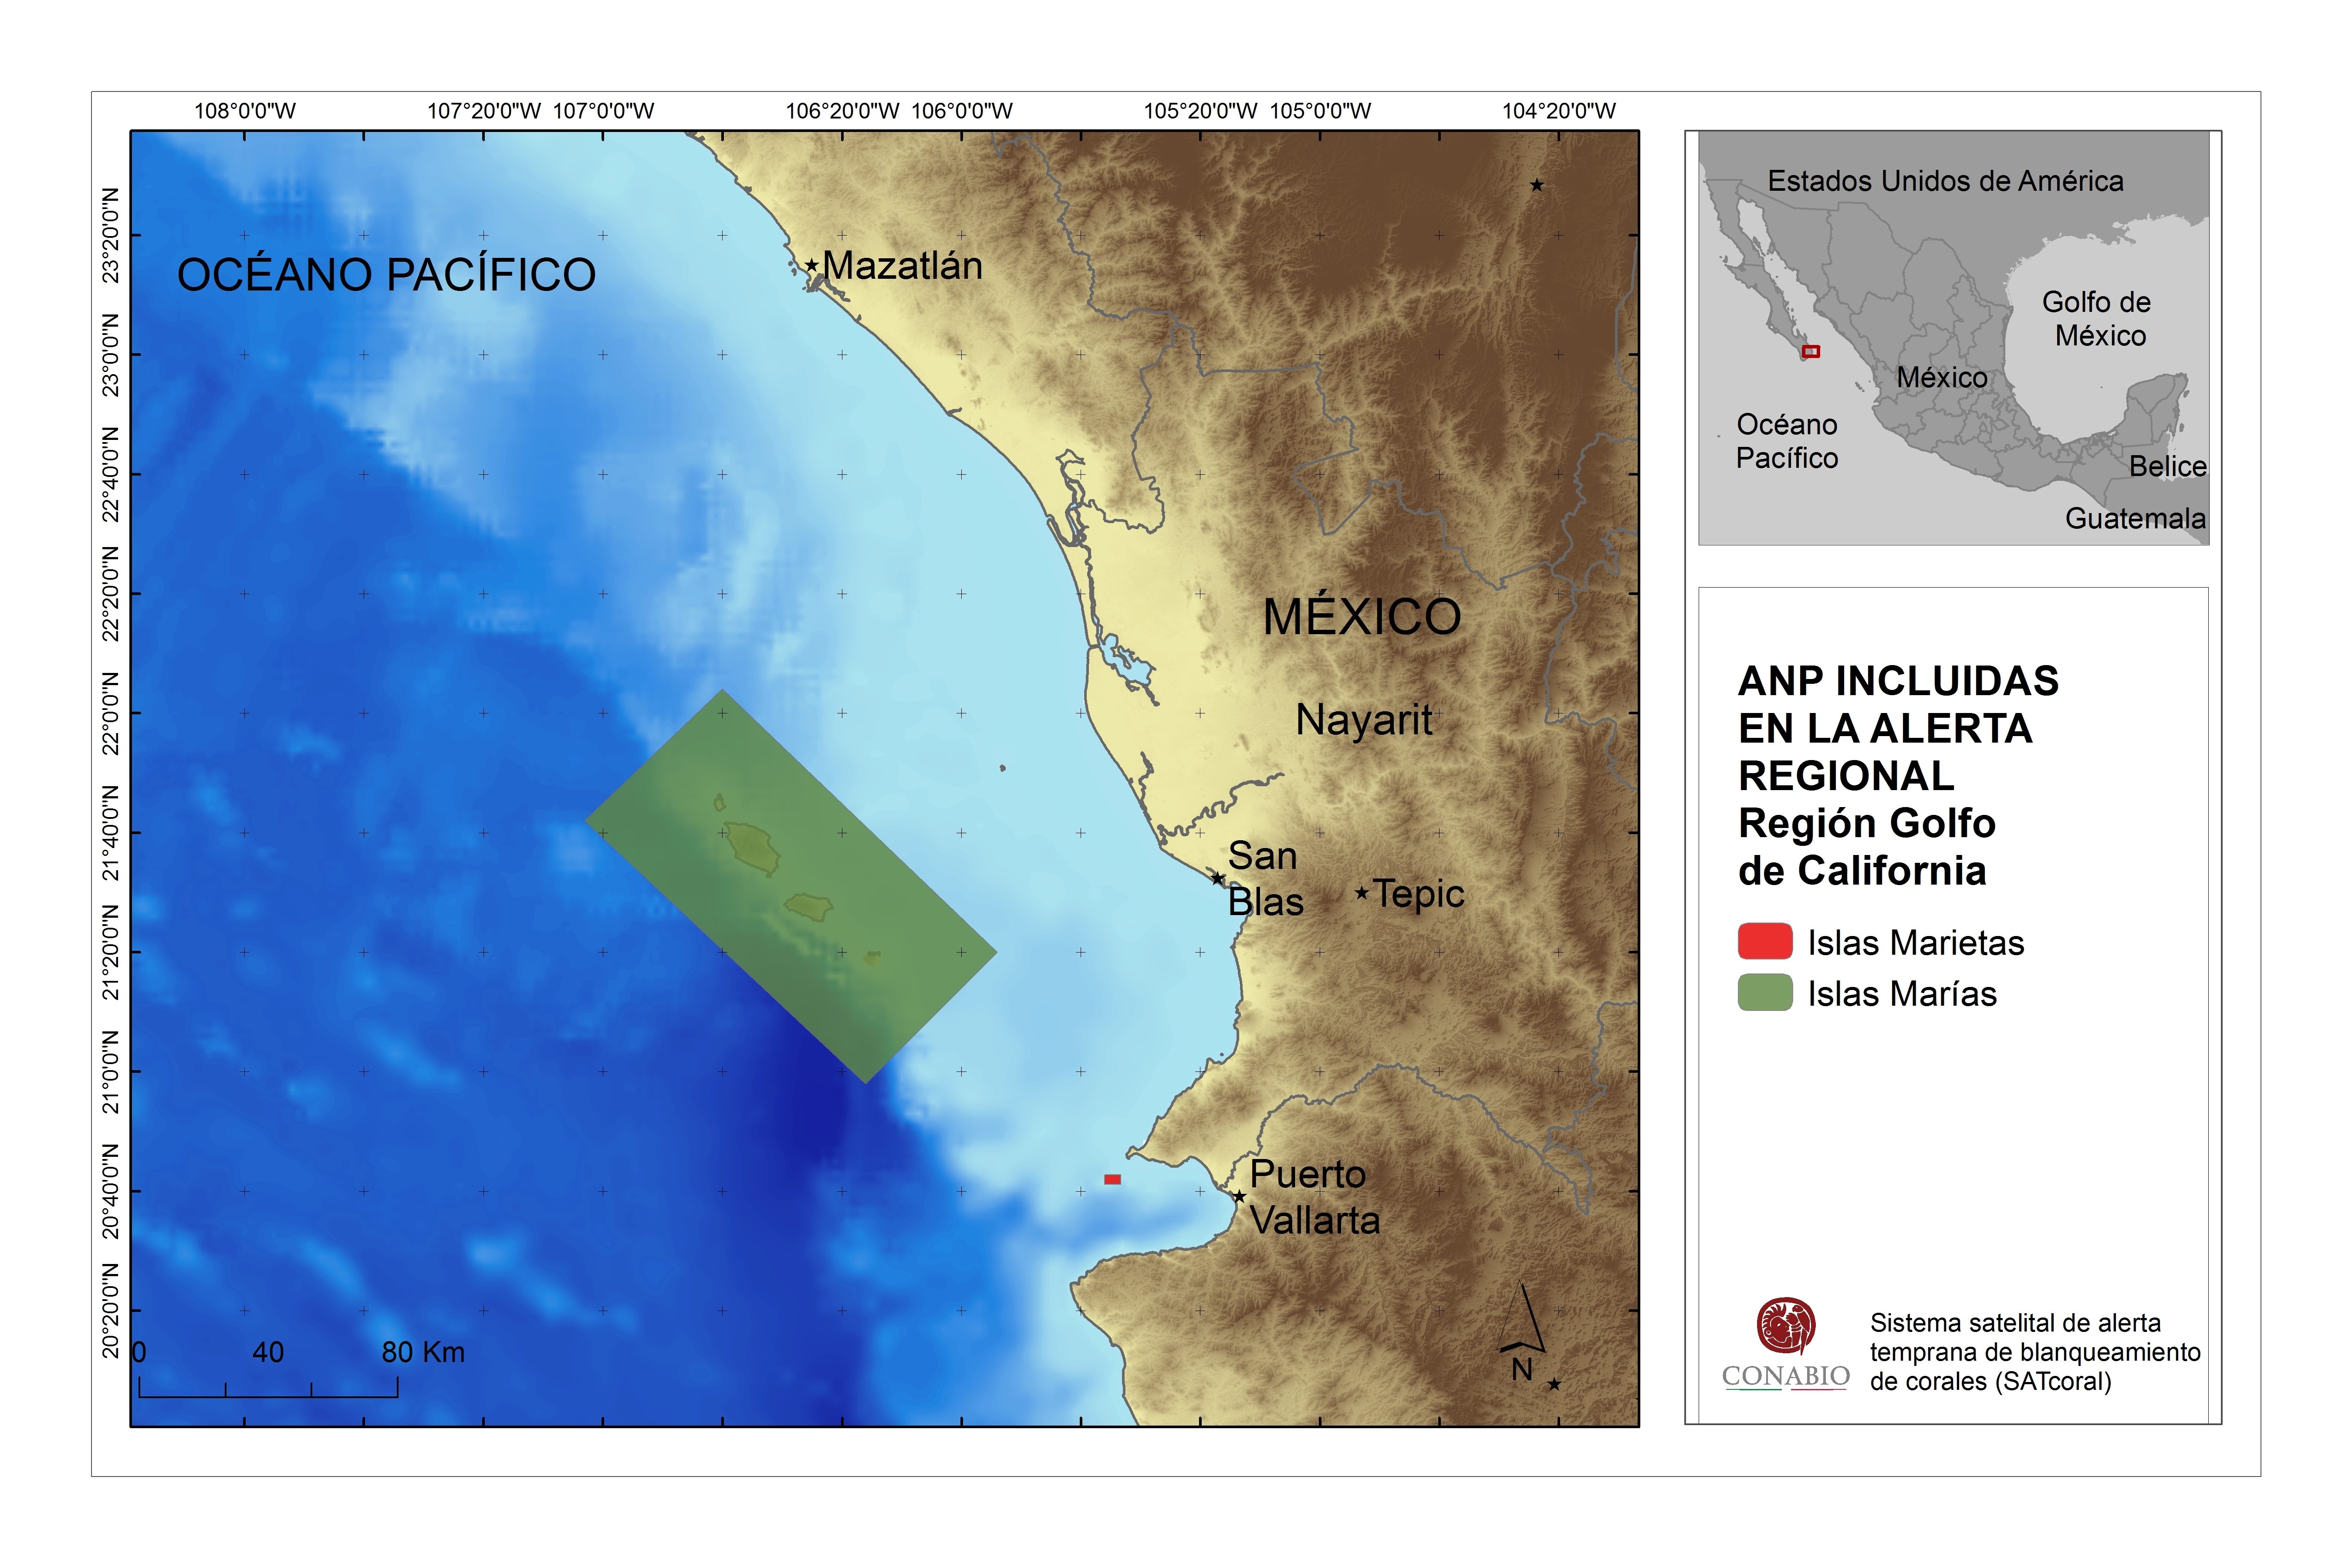 108°0'0"W 107°20'0"W 107°0'0"W 106°20'0"W 106°0'0"W 105°20'0"W 105°0'0"W 104°20'0"W
23°20'0"N
23°0'0"N
22°40'0"N
22°20'0"N
22°0'0"N
21°40'0"N
21°20'0"N
21°0'0"N
20°40'0"N
20°20'0"N
OCÉANO PACÍFICO
Mazatlán
MÉXICO
Nayarit
San
Blas
Tepic
Puerto
Vallarta
0 40 80 Km
N
Estados Unidos de América
Golfo de
México
México
Océano
Pacífico
Belice
Guatemala
ANP INCLUIDAS
EN LA ALERTA
REGIONAL
Región Golfo
de California
Islas Marietas
Islas Marías
CONABIO
Sistema satelital de alerta
temprana de blanqueamiento
de corales (SATcoral)